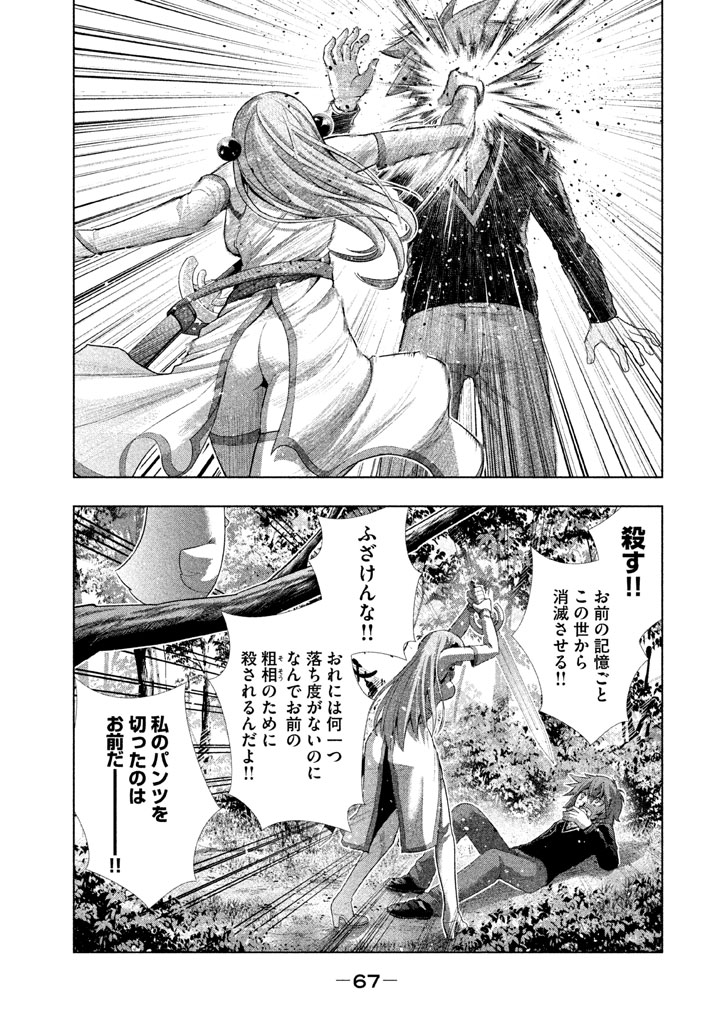 殺す!!
お前の記憶ごと
この世から
消滅させる!!
ふざけんな!!
おれには何一つ
落ち度がないのに
なんでお前の
粗相のために
殺されるんだよ!!
私のパンツを
切ったのは
お前だ――!!
―67―